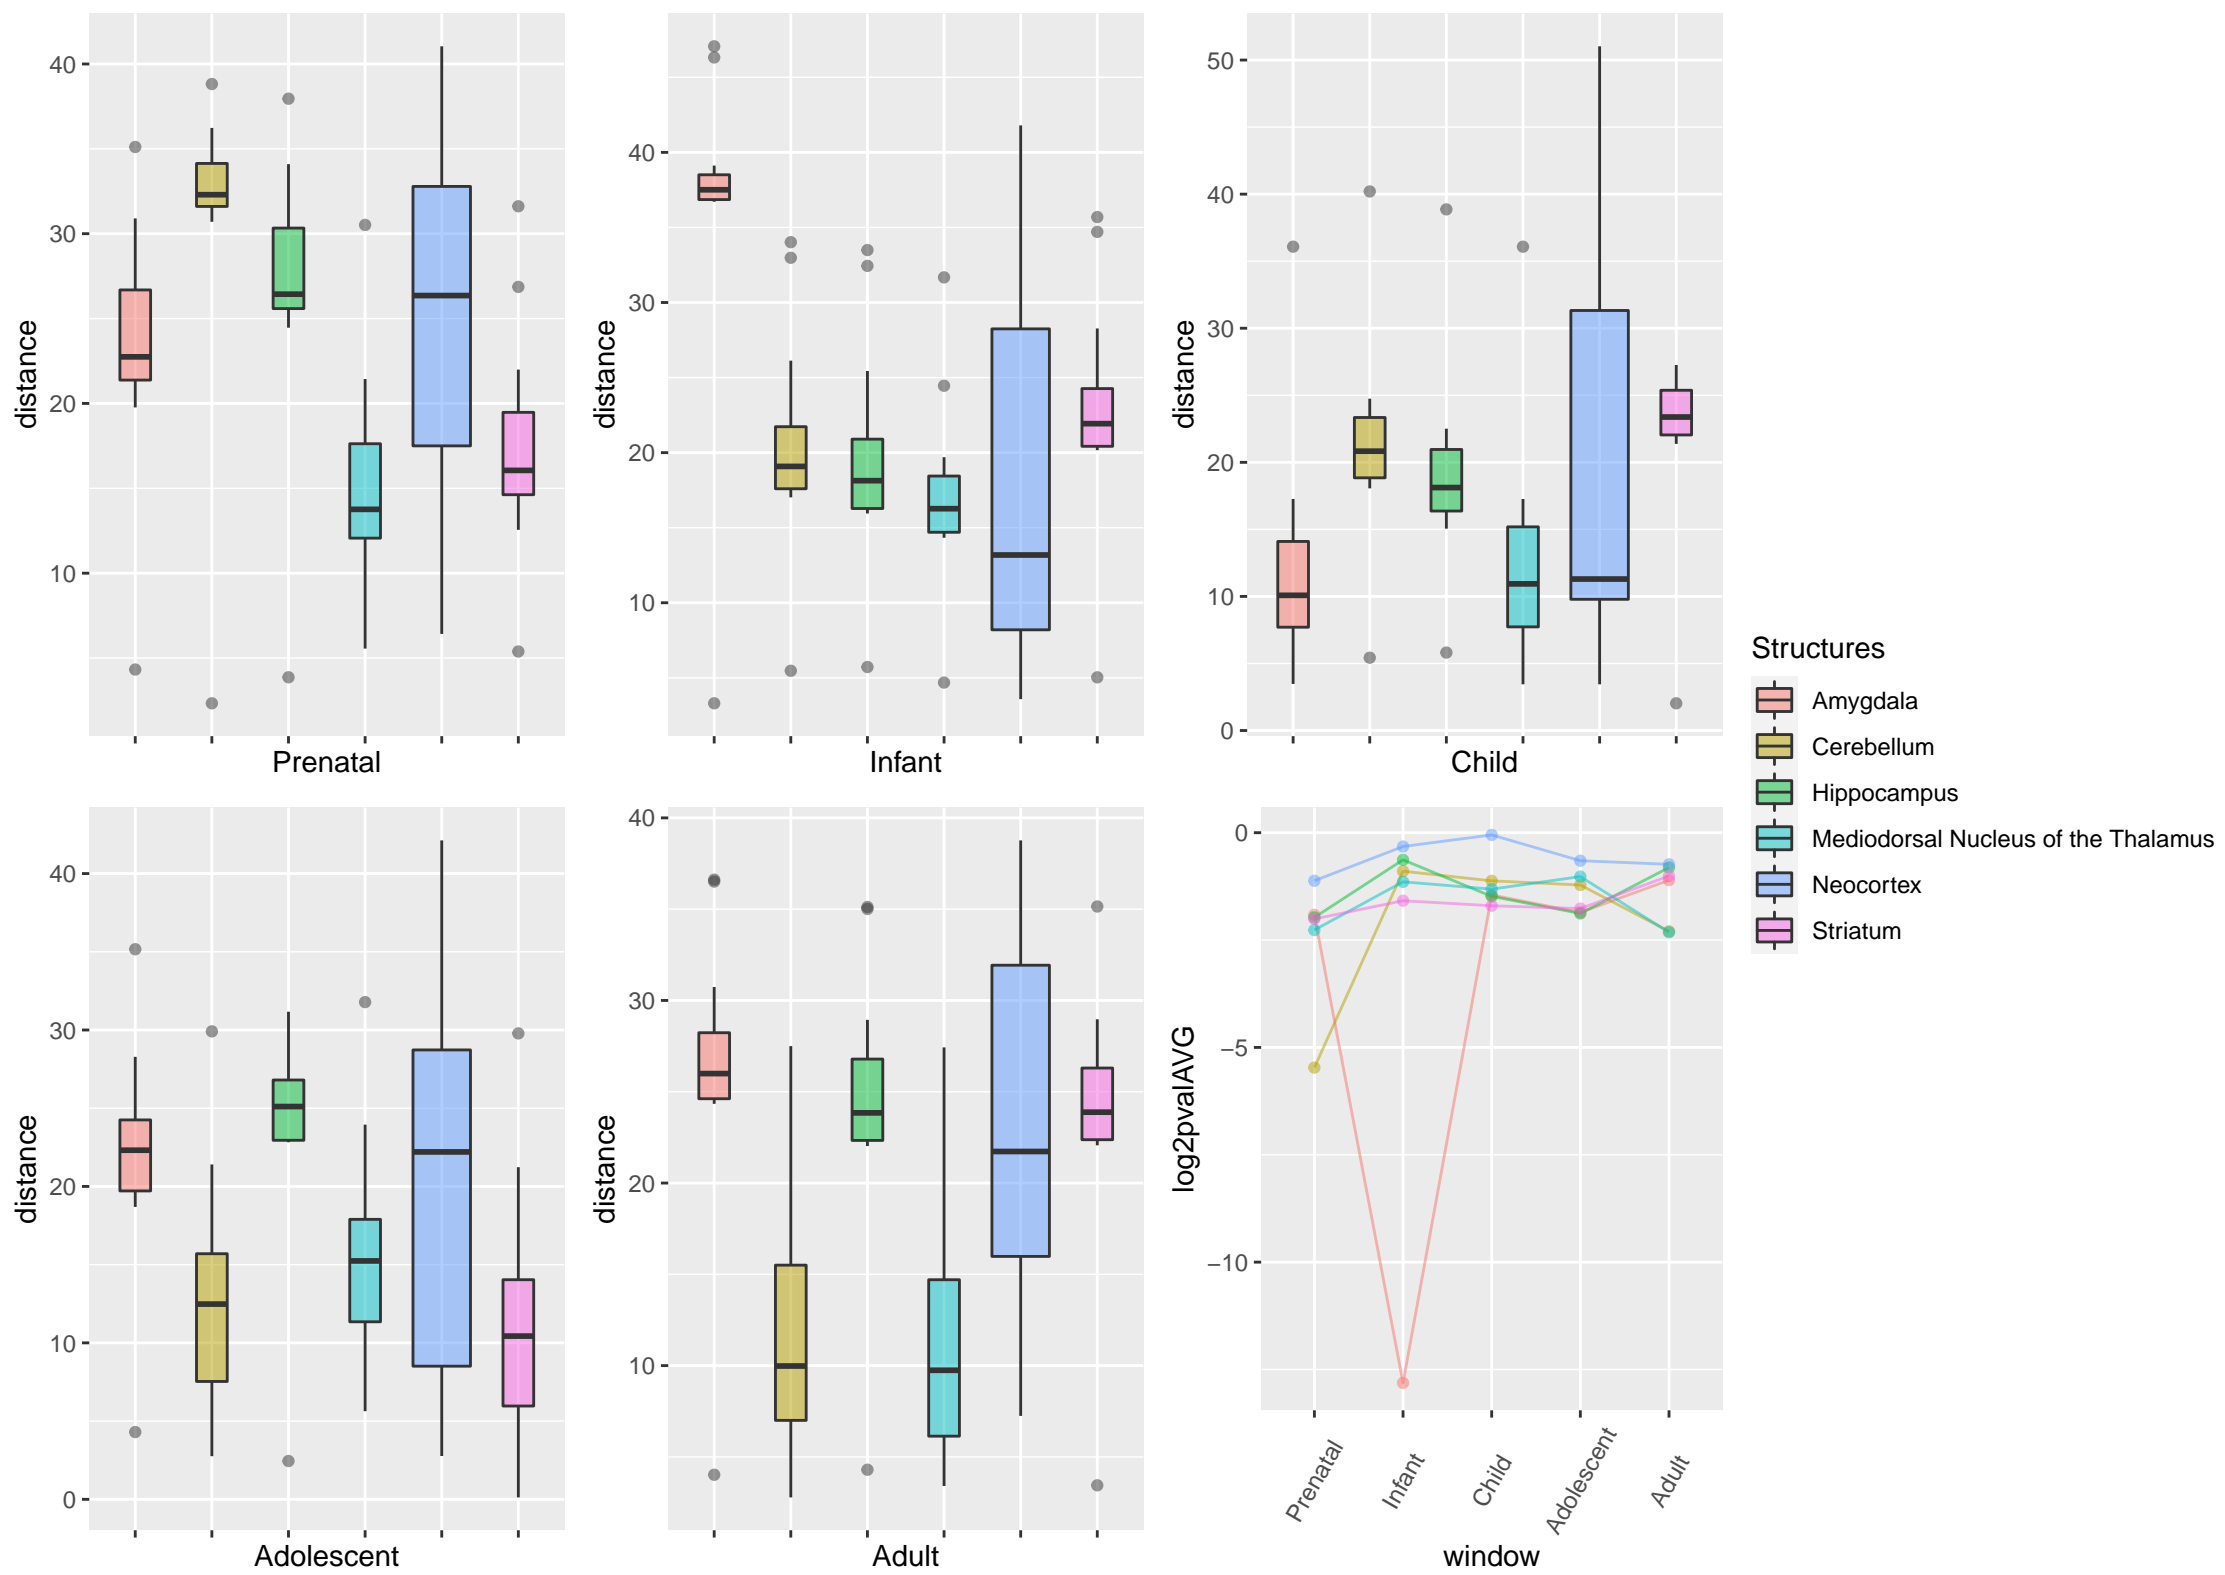 40
30
20
10
distance
Prenatal
40
30
20
10
distance
Infant
50
40
30
20
10
0
distance
Child
40
30
20
10
0
distance
Adolescent
40
30
20
10
distance
Adult
0
−5
−10
log2pvalAVG
Prenatal
Infant
Child
Adolescent
Adult
window
Structures
Amygdala
Cerebellum
Hippocampus
Mediodorsal Nucleus of the Thalamus
Neocortex
Striatum